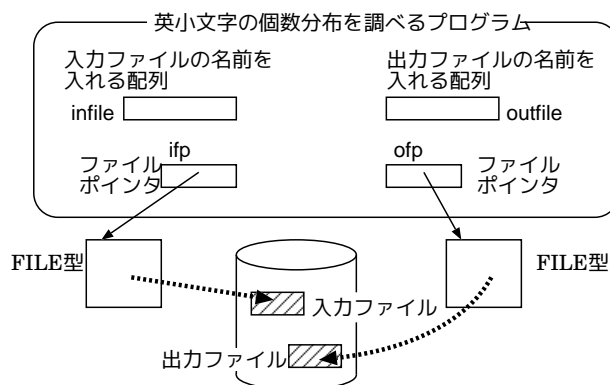 英小文字の個数分布を調べるプログラム
入力ファイルの名前を
入れる配列
infile
出力ファイルの名前を
入れる配列
outfile
ifp
ファイル
ポインタ
ofp
ファイル
ポインタ
FILE型
FILE型
入力ファイル
出力ファイル